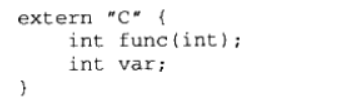 extern "C" {
    int func(int);
    int var;
}